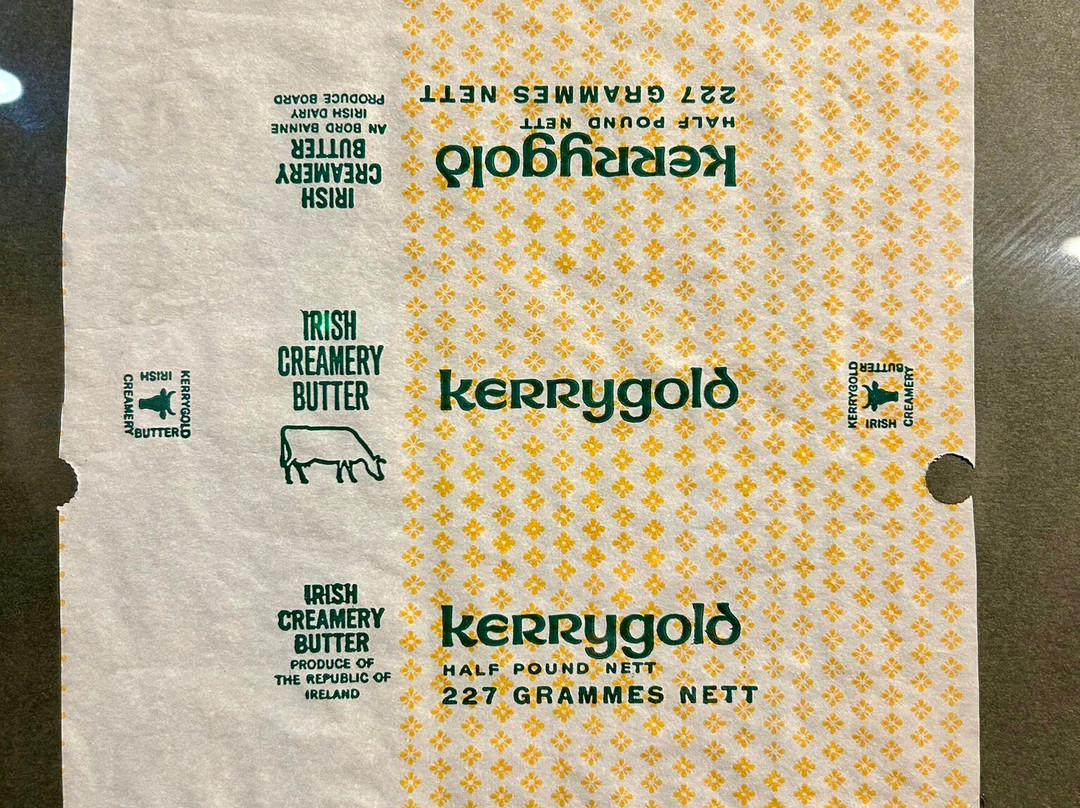 227 GRAMMES NETT
HALF POUND NETT
kerrygold
PRODUCE BOARD
IRISH DAIRY
AN BORD BAINNE
BUTTER
CREAMERY
IRISH
IRISH
CREAMERY
BUTTER
kerrygold
IRISH
KERRYGOLD
CREAMERY
BUTTER
BUTTER
KERRYGOLD
CREAMERY
IRISH
IRISH
CREAMERY
BUTTER
PRODUCE OF
THE REPUBLIC OF
IRELAND
kerrygold
HALF POUND NETT
227 GRAMMES NETT